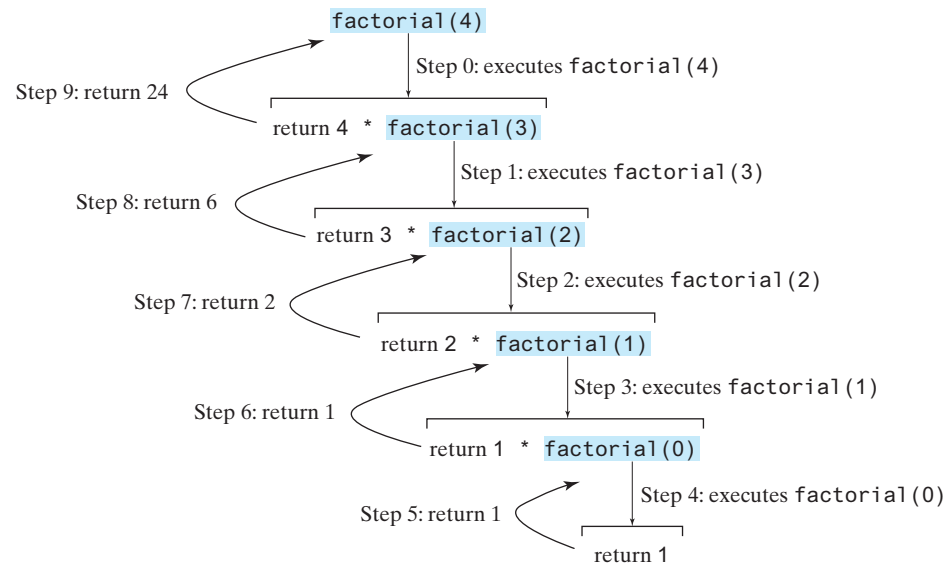 factorial(4)
Step 0: executes factorial(4)
Step 9: return 24
return 4 * factorial(3)
Step 1: executes factorial(3)
Step 8: return 6
return 3 * factorial(2)
Step 2: executes factorial(2)
Step 7: return 2
return 2 * factorial(1)
Step 3: executes factorial(1)
Step 6: return 1
return 1 * factorial(0)
Step 4: executes factorial(0)
Step 5: return 1
return 1